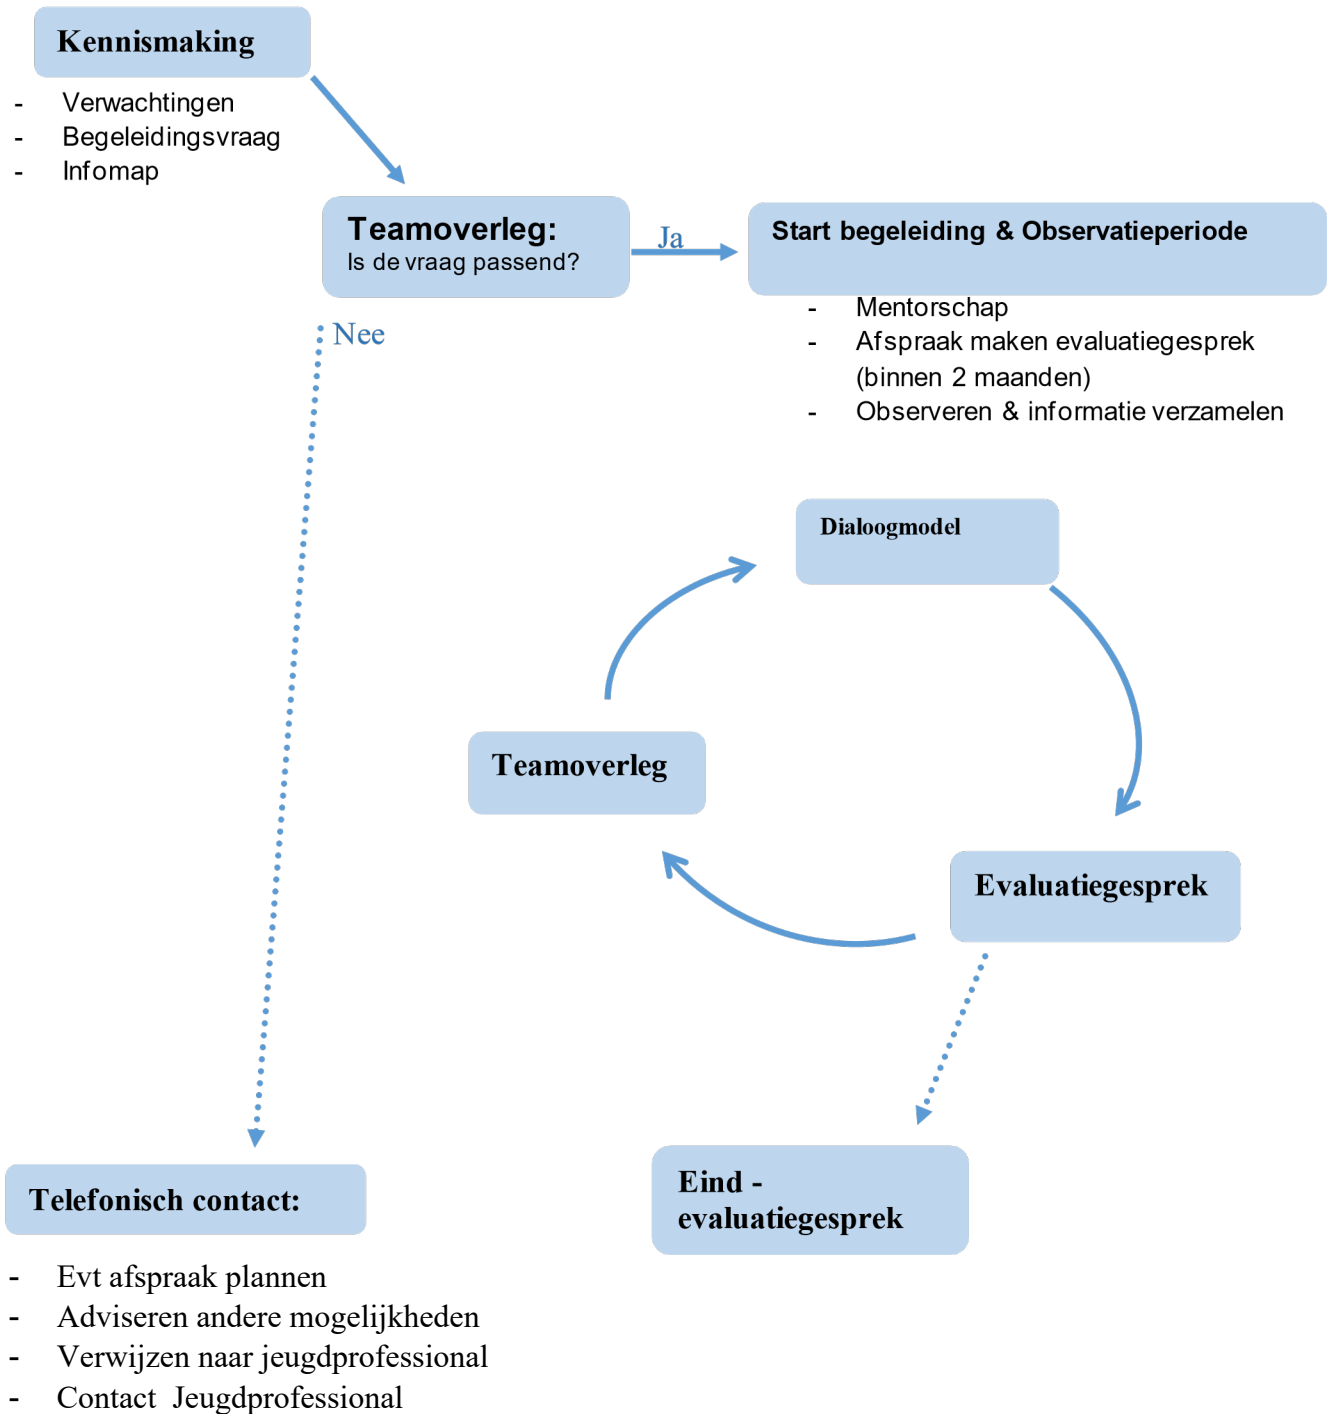 Kennismaking
- Verwachtingen
- Begeleidingsvraag
- Infomap
Teamoverleg:
Is de vraag passend?
Ja
Start begeleiding & Observatieperiode
- Mentorschap
- Afspraak maken evaluatiegesprek
(binnen 2 maanden)
- Observeren & informatie verzamelen
Nee
Dialoogmodel
Teamoverleg
Evaluatiegesprek
Eind -
evaluatiegesprek
Telefonisch contact:
- Evt afspraak plannen
- Adviseren andere mogelijkheden
- Verwijzen naar jeugdprofessional
- Contact Jeugdprofessional